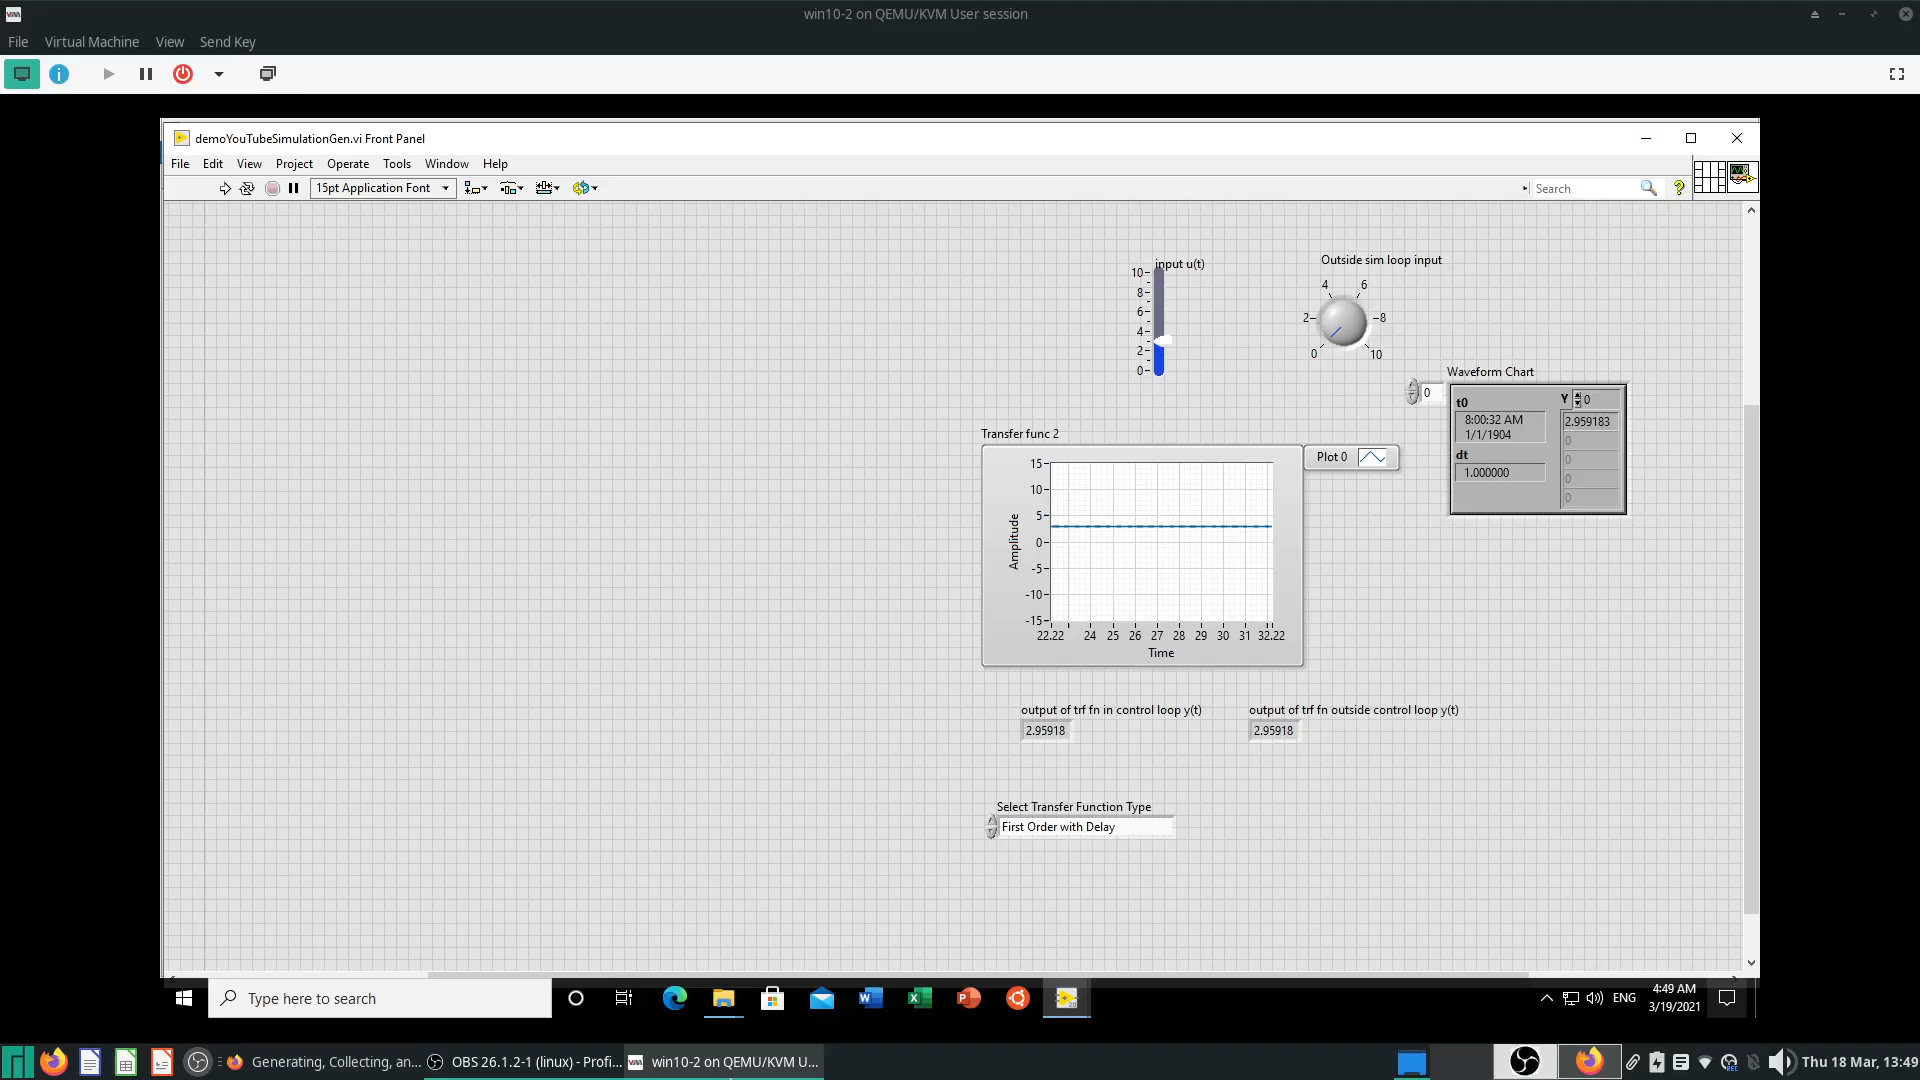 win10-2 on QEMU/KVM User session
File Virtual Machine View Send Key
demoYouTubeSimulationGen.vi Front Panel
File Edit View Project Operate Tools Window Help
15pt Application Font
Search
input u(t)
10
8
6
4
2
0
Outside sim loop input
4 6
2 8
0 10
Waveform Chart
0
t0
8:00:32 AM
1/1/1904
dt
1.000000
Y 0
2.959183
0
0
0
0
Transfer func 2
Plot 0
Amplitude
15
10
5
0
-5
-10
-15
22.22 24 25 26 27 28 29 30 31 32.22
Time
output of trf fn in control loop y(t)
2.95918
output of trf fn outside control loop y(t)
2.95918
Select Transfer Function Type
First Order with Delay
Type here to search
ENG
4:49 AM
3/19/2021
Generating, Collecting, an...
OBS 26.1.2-1 (linux) - Profi...
win10-2 on QEMU/KVM U...
Thu 18 Mar, 13:49